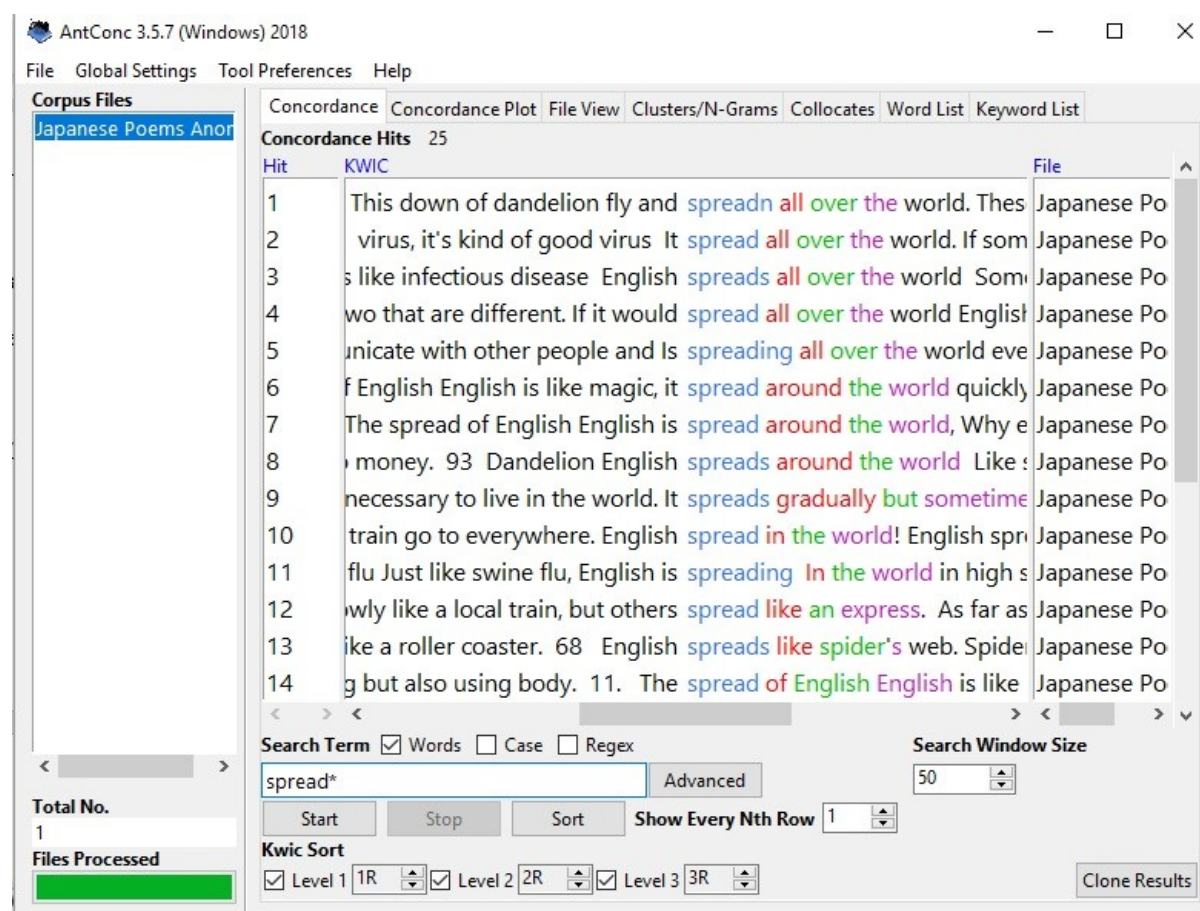 AntConc 3.5.7 (Windows) 2018
File Global Settings Tool Preferences Help
Corpus Files
Japanese Poems Anor
Concordance Concordance Plot File View Clusters/N-Grams Collocates Word List Keyword List
Concordance Hits 25
Hit KWIC File
1 This down of dandelion fly and spreadn all over the world. Thes Japanese Po
2 virus, it's kind of good virus It spread all over the world. If som Japanese Po
3 s like infectious disease English spreads all over the world Som Japanese Po
4 wo that are different. If it would spread all over the world English Japanese Po
5 unicate with other people and Is spreading all over the world eve Japanese Po
6 f English English is like magic, it spread around the world quickly Japanese Po
7 The spread of English English is spread around the world, Why e Japanese Po
8 money. 93 Dandelion English spreads around the world Like s Japanese Po
9 necessary to live in the world. It spreads gradually but sometime Japanese Po
10 train go to everywhere. English spread in the world! English spr Japanese Po
11 flu Just like swine flu, English is spreading In the world in high s Japanese Po
12 owly like a local train, but others spread like an express. As far as Japanese Po
13 ike a roller coaster. 68 English spreads like spider's web. Spider Japanese Po
14 g but also using body. 11. The spread of English English is like Japanese Po
Search Term Words Case Regex Search Window Size
spread* Advanced 50
Total No.
1
Start Stop Sort Show Every Nth Row 1
Files Processed
Kwic Sort
Level 1 1R Level 2 2R Level 3 3R Clone Results